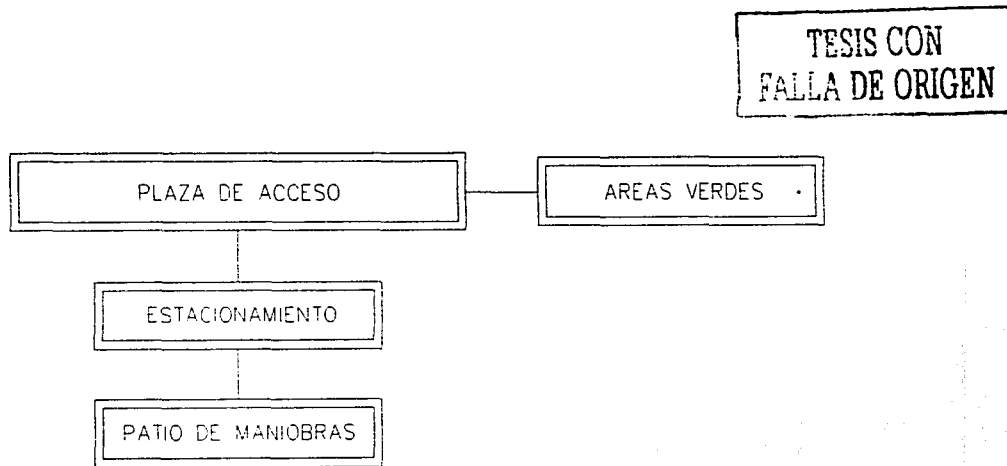 TESIS CON
FALLA DE ORIGEN
PLAZA DE ACCESO
AREAS VERDES
ESTACIONAMIENTO
PATIO DE MANIOBRAS